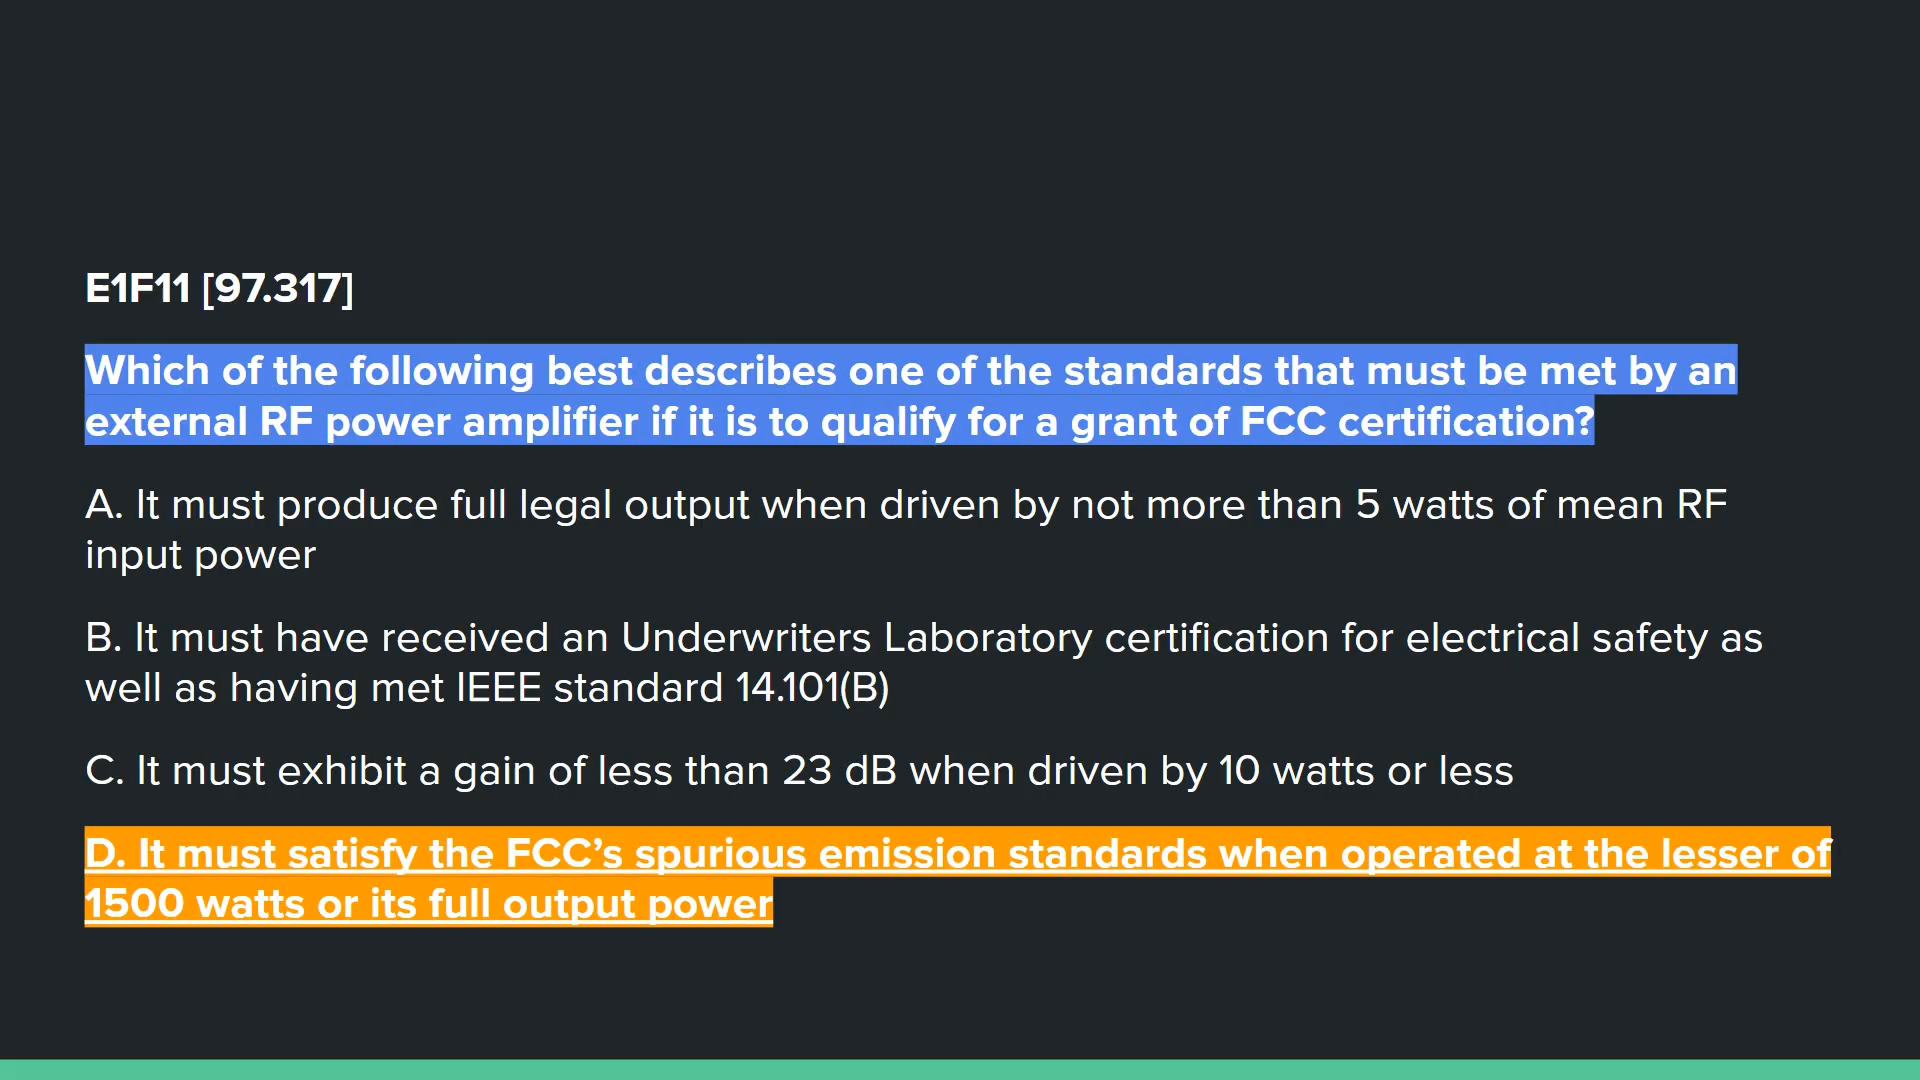 E1F11 [97.317]
Which of the following best describes one of the standards that must be met by an
external RF power amplifier if it is to qualify for a grant of FCC certification?
A. It must produce full legal output when driven by not more than 5 watts of mean RF
input power
B. It must have received an Underwriters Laboratory certification for electrical safety as
well as having met IEEE standard 14.101(B)
C. It must exhibit a gain of less than 23 dB when driven by 10 watts or less
D. It must satisfy the FCC’s spurious emission standards when operated at the lesser of
1500 watts or its full output power